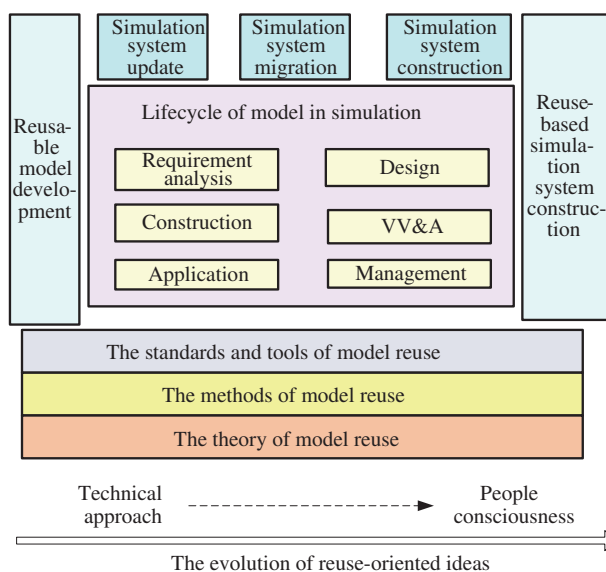 Simulation
system
update
Simulation
system
migration
Simulation
system
construction
Reusa-
ble
model
develo-
pment
Lifecycle of model in simulation
Requirement
analysis
Design
Construction
VV&A
Application
Management
Reuse-
based
simula-
tion
system
construc-
tion
The standards and tools of model reuse
The methods of model reuse
The theory of model reuse
Technical
approach
People
consciousness
The evolution of reuse-oriented ideas